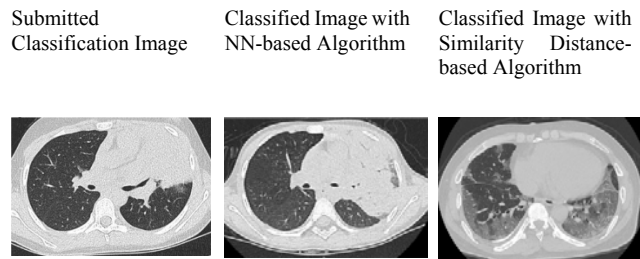 Submitted
Classification Image
Classified Image with
NN-based Algorithm
Classified Image with
Similarity Distance-
based Algorithm